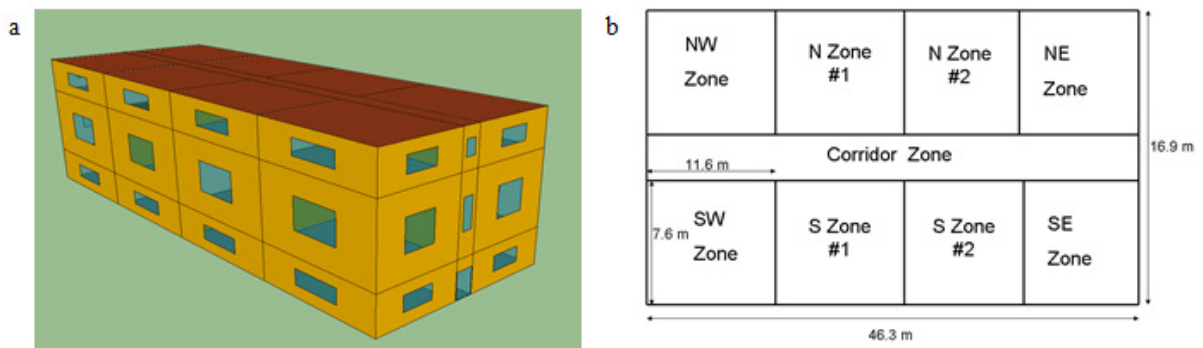 a
b
NW
Zone
N Zone
#1
N Zone
#2
NE
Zone
Corridor Zone
11.6 m
16.9 m
SW
Zone
7.6 m
S Zone
#1
S Zone
#2
SE
Zone
46.3 m